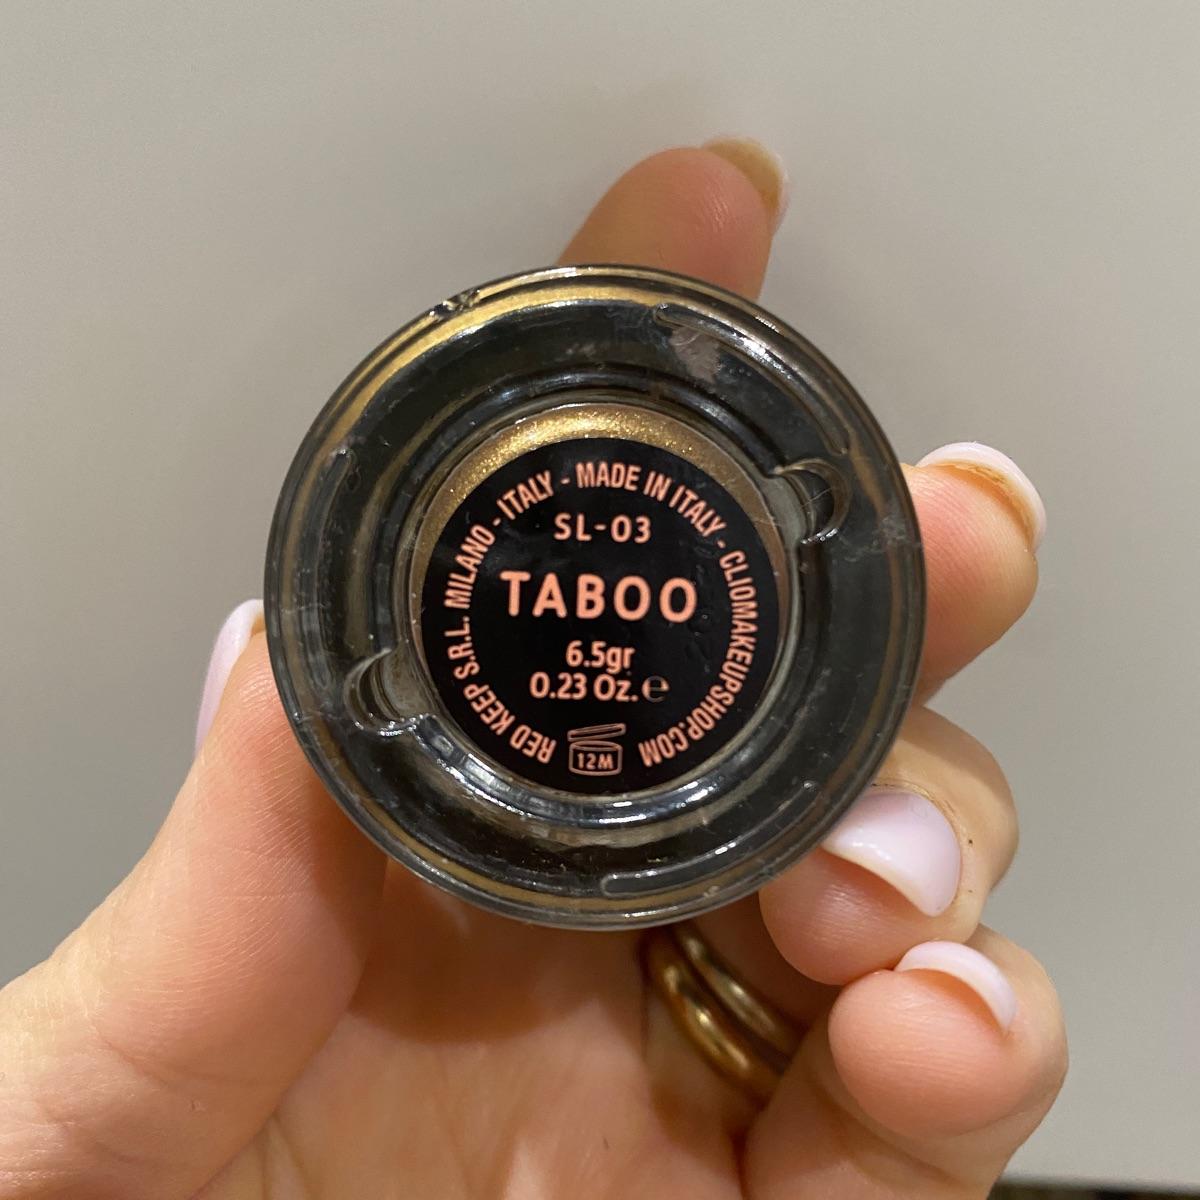 RED KEEP S.R.L. MILANO - ITALY - MADE IN ITALY - CLIOMAKEUPSHOP.COM
SL-03
TABOO
6.5gr
0.23 Oz. ℮
12M